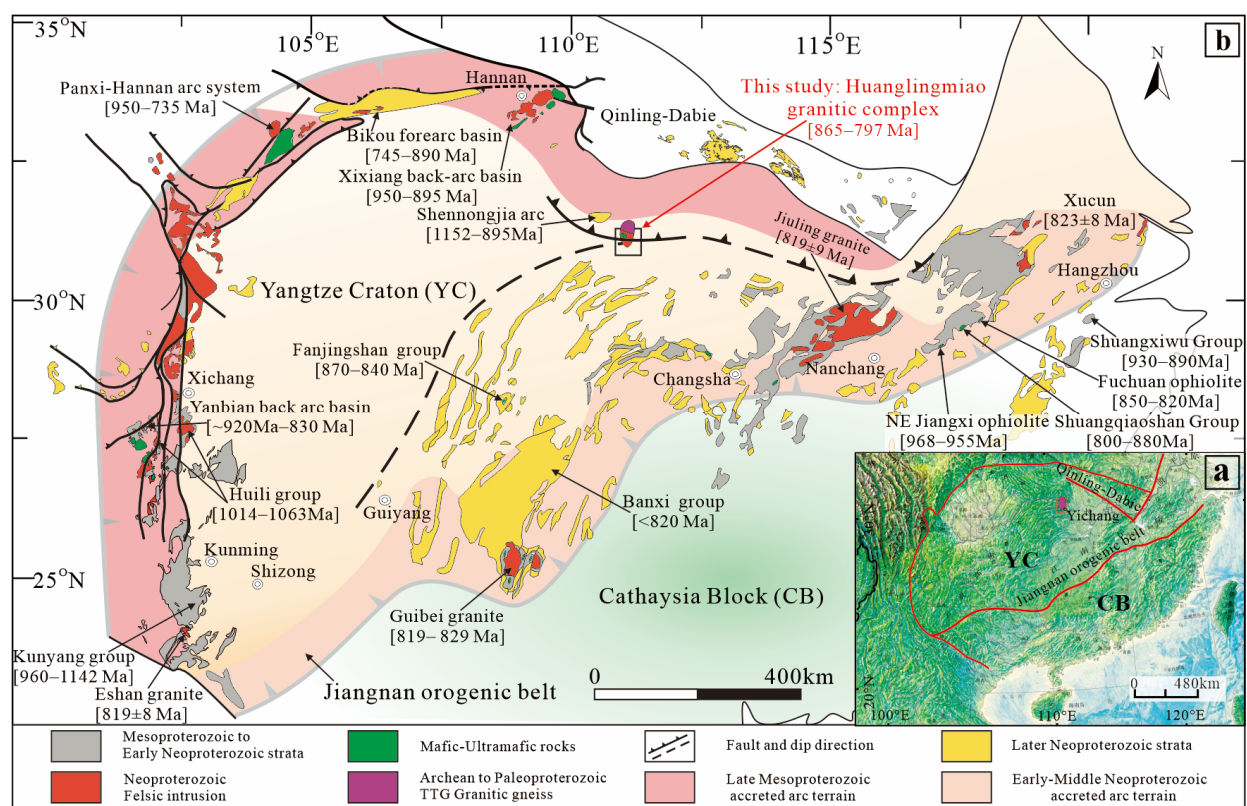 35°N
105°E
110°E
115°E
b
N
Panxi-Hannan arc system
[950–735 Ma]
Hannan
This study: Huanglingmiao
granitic complex
[865–797 Ma]
Qinling-Dabie
Bikou forearc basin
[745–890 Ma]
Xixiang back-arc basin
[950–895 Ma]
Shennongjia arc
[1152–895Ma]
Jiuling granite
[819±9 Ma]
Xucun
[823±8 Ma]
Hangzhou
30°N
Yangtze Craton (YC)
Fanjingshan group
[870–840 Ma]
Changsha
Nanchang
Shuangxiwu Group
[930–890Ma]
Fuchuan ophiolite
[850–820Ma]
NE Jiangxi ophiolite
[968–955Ma]
Shuangqiaoshan Group
[800–880Ma]
Xichang
Yanbian back arc basin
[~920Ma–830 Ma]
Huili group
[1014–1063Ma]
Guiyang
Banxi group
[<820 Ma]
Kunming
Shizong
25°N
Guibei granite
[819–829 Ma]
Cathaysia Block (CB)
Kunyang group
[960–1142 Ma]
Eshan granite
[819±8 Ma]
Jiangnan orogenic belt
0
400km
a
Qinling-Dabie
Yichang
YC
Jiangnan orogenic belt
CB
20°N
100°E
110°E
120°E
0
480km
Mesoproterozoic to
Early Neoproterozoic strata
Mafic-Ultramafic rocks
Fault and dip direction
Later Neoproterozoic strata
Neoproterozoic
Felsic intrusion
Archean to Paleoproterozoic
TTG Granitic gneiss
Late Mesoproterozoic
accreted arc terrain
Early-Middle Neoproterozoic
accreted arc terrain